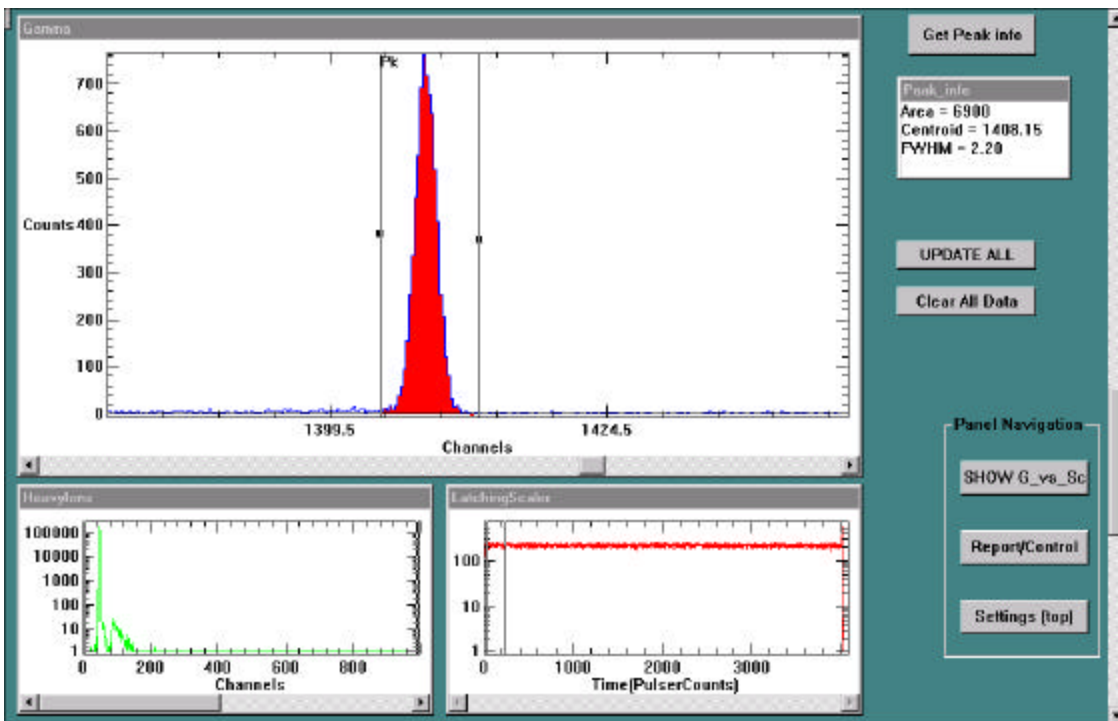 Gamma
Pk
700
600
500
Counts 400
300
200
100
0
1399.5
1424.5
Channels
Get Peak info
Peak_info
Area = 6900
Centroid = 1408.15
FWHM = 2.20
UPDATE ALL
Clear All Data
Panel Navigation
SHOW G_vs_Sc
Report/Control
Settings (top)
HeavyIons
100000
10000
1000
100
10
1
0 200 400 600 800
Channels
LatchingScaler
100
10
1
0 1000 2000 3000
Time(PulserCounts)